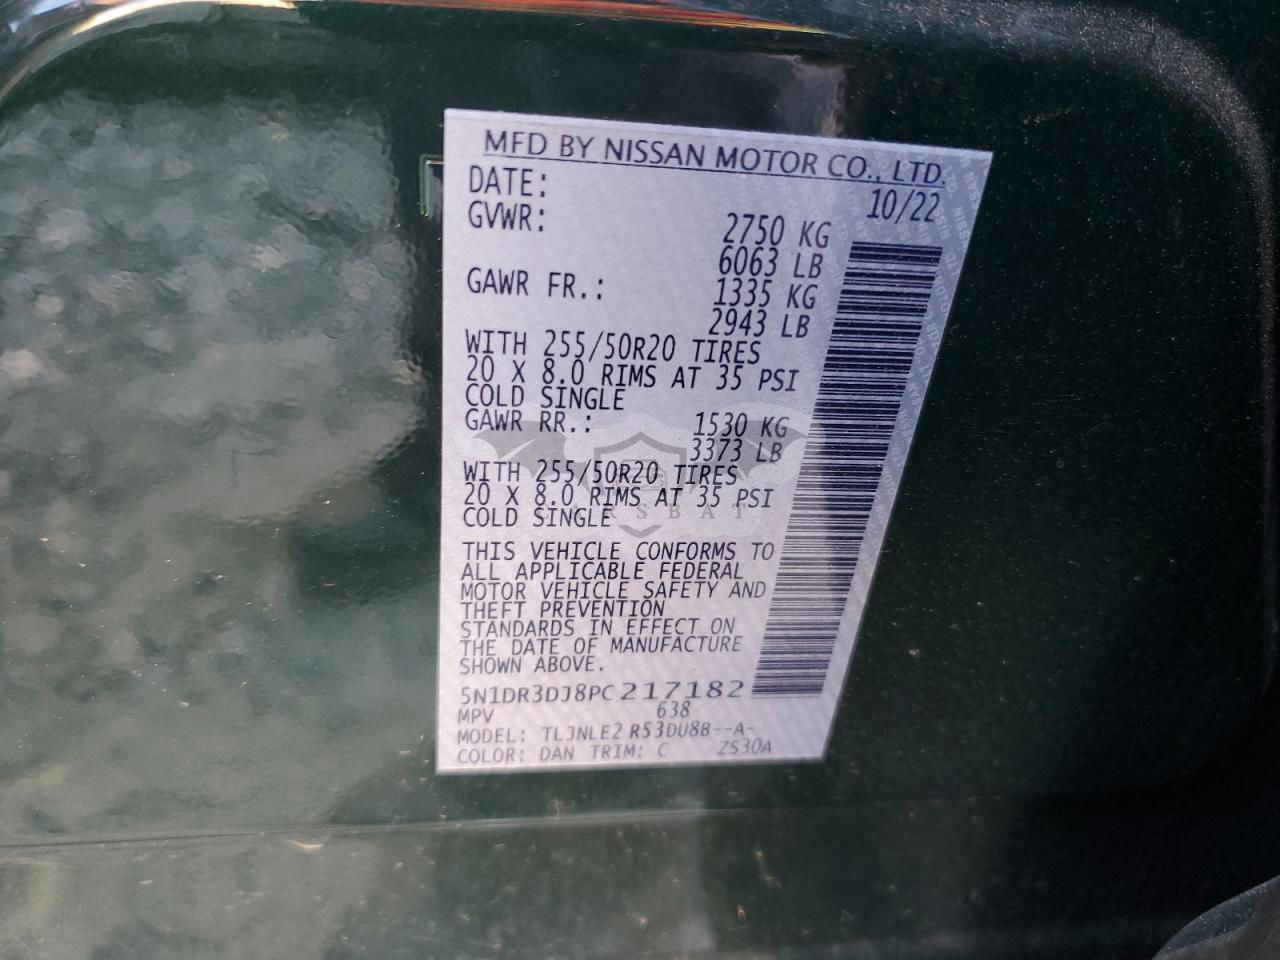 MFD BY NISSAN MOTOR CO., LTD.
DATE: 10/22
GVWR: 2750 KG
6063 LB
GAWR FR.: 1335 KG
2943 LB
WITH 255/50R20 TIRES
20 X 8.0 RIMS AT 35 PSI
COLD SINGLE
GAWR RR.: 1530 KG
3373 LB
WITH 255/50R20 TIRES
20 X 8.0 RIMS AT 35 PSI
COLD SINGLE
THIS VEHICLE CONFORMS TO
ALL APPLICABLE FEDERAL
MOTOR VEHICLE SAFETY AND
THEFT PREVENTION
STANDARDS IN EFFECT ON
THE DATE OF MANUFACTURE
SHOWN ABOVE.
5N1DR3DJ8PC217182
MPV 638
MODEL: TLJNLE2 R53DU8B--A-
COLOR: DAN TRIM: C ZS30A